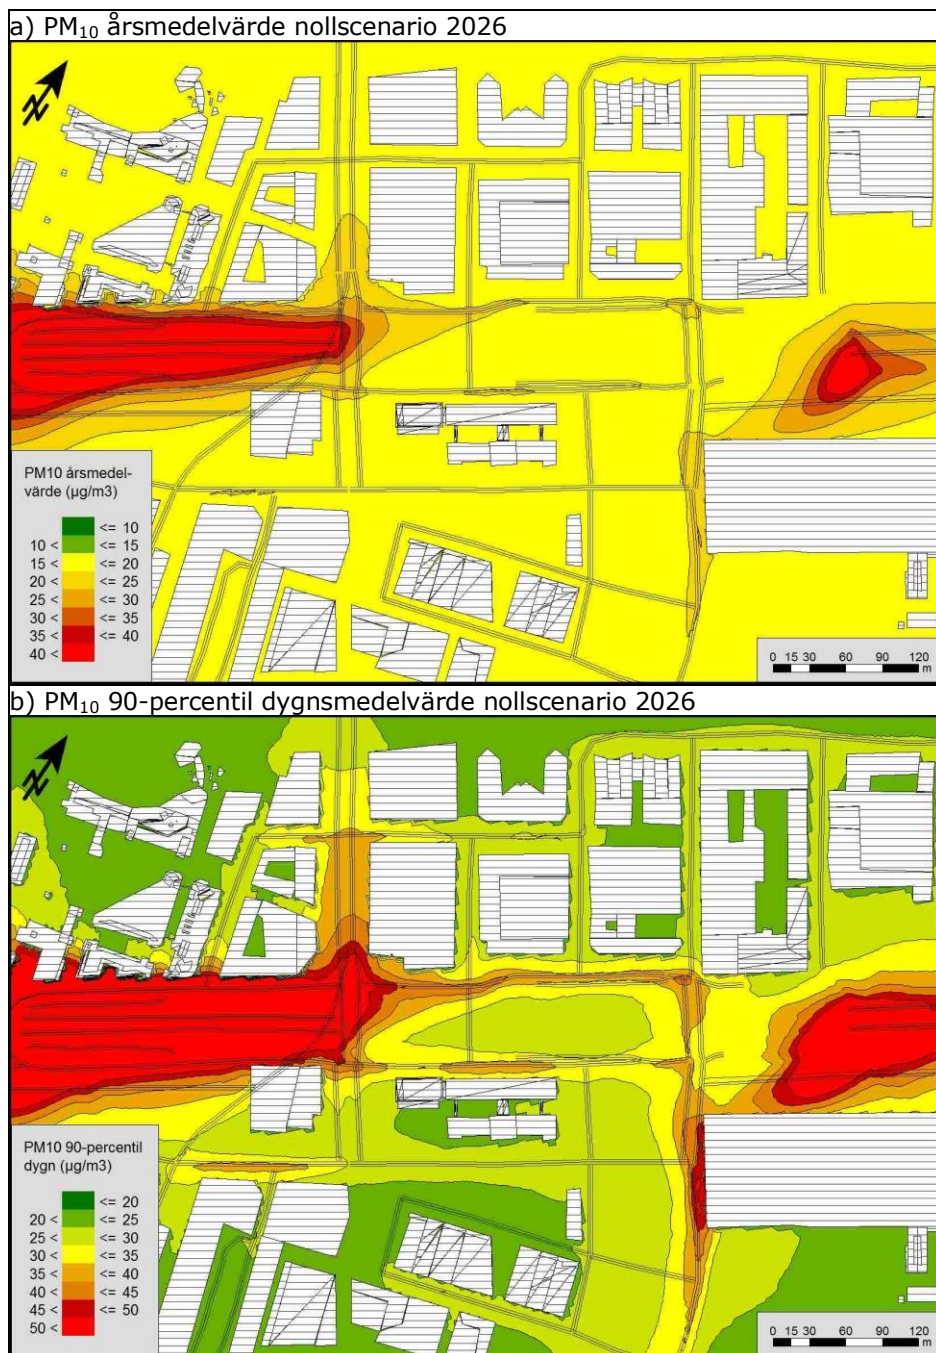 a) PM₁₀ årsmedelvärde nollscenario 2026
N
PM10 årsmedel-
värde (µg/m3)
<= 10
10 < <= 15
15 < <= 20
20 < <= 25
25 < <= 30
30 < <= 35
35 < <= 40
40 <
0 15 30 60 90 120
m
b) PM₁₀ 90-percentil dygnsmedelvärde nollscenario 2026
N
PM10 90-percentil
dygn (µg/m3)
<= 20
20 < <= 25
25 < <= 30
30 < <= 35
35 < <= 40
40 < <= 45
45 < <= 50
50 <
0 15 30 60 90 120
m